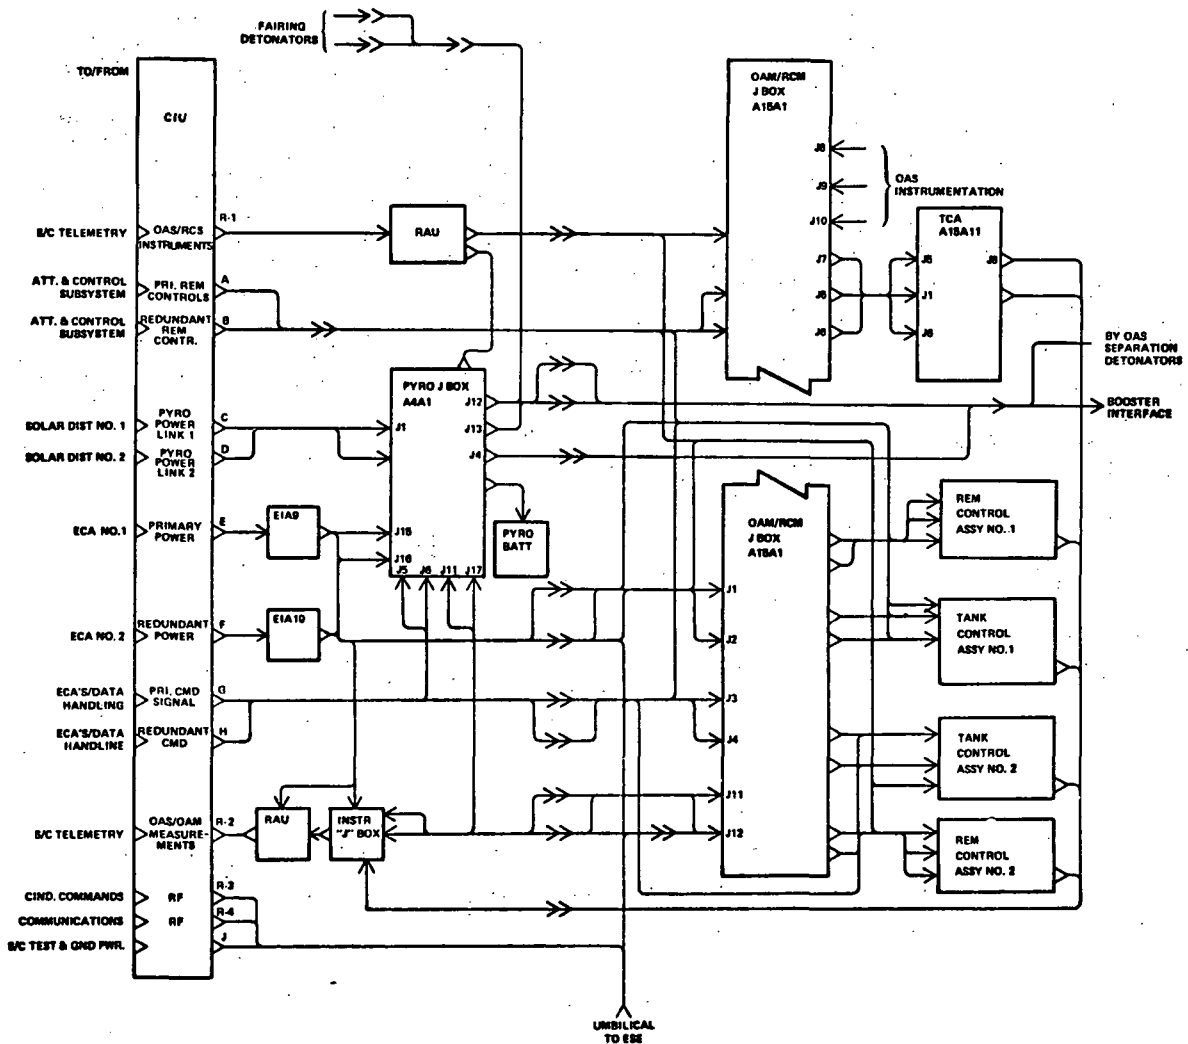 FAIRING
DETONATORS
TO/FROM
CIU
OAM/RCM
J BOX
A15A1
J8
J9
J10
OAS
INSTRUMENTATION
TCA
A15A11
J7
J5
J1
J6
R-1
S/C TELEMETRY
OAS/RCS
INSTRUMENTS
RAU
ATT. & CONTROL
SUBSYSTEM
PRI. REM
CONTROLS
A
ATT. & CONTROL
SUBSYSTEM
REDUNDANT
REM
CONTR.
B
BY OAS
SEPARATION
DETONATORS
BOOSTER
INTERFACE
PYRO J BOX
A4A1
J12
J13
J4
J1
J15
J16
J5
J6
J11
J17
SOLAR DIST NO. 1
PYRO
POWER
LINK 1
C
SOLAR DIST NO. 2
PYRO
POWER
LINK 2
D
ECA NO.1
PRIMARY
POWER
E
EIA9
PYRO
BATT
ECA NO. 2
REDUNDANT
POWER
F
EIA10
ECA'S/DATA
HANDLING
PRI. CMD
SIGNAL
G
ECA'S/DATA
HANDLINE
REDUNDANT
CMD
H
OAM/RCM
J BOX
A15A1
J1
J2
J3
J4
J11
J12
REM
CONTROL
ASSY NO. 1
TANK
CONTROL
ASSY NO.1
TANK
CONTROL
ASSY NO. 2
REM
CONTROL
ASSY NO. 2
S/C TELEMETRY
OAS/OAM
MEASURE-
MENTS
R-2
RAU
INSTR
"J" BOX
CIND. COMMANDS
RF
R-3
COMMUNICATIONS
RF
R-4
S/C TEST & GND PWR.
J
UMBILICAL
TO ESE